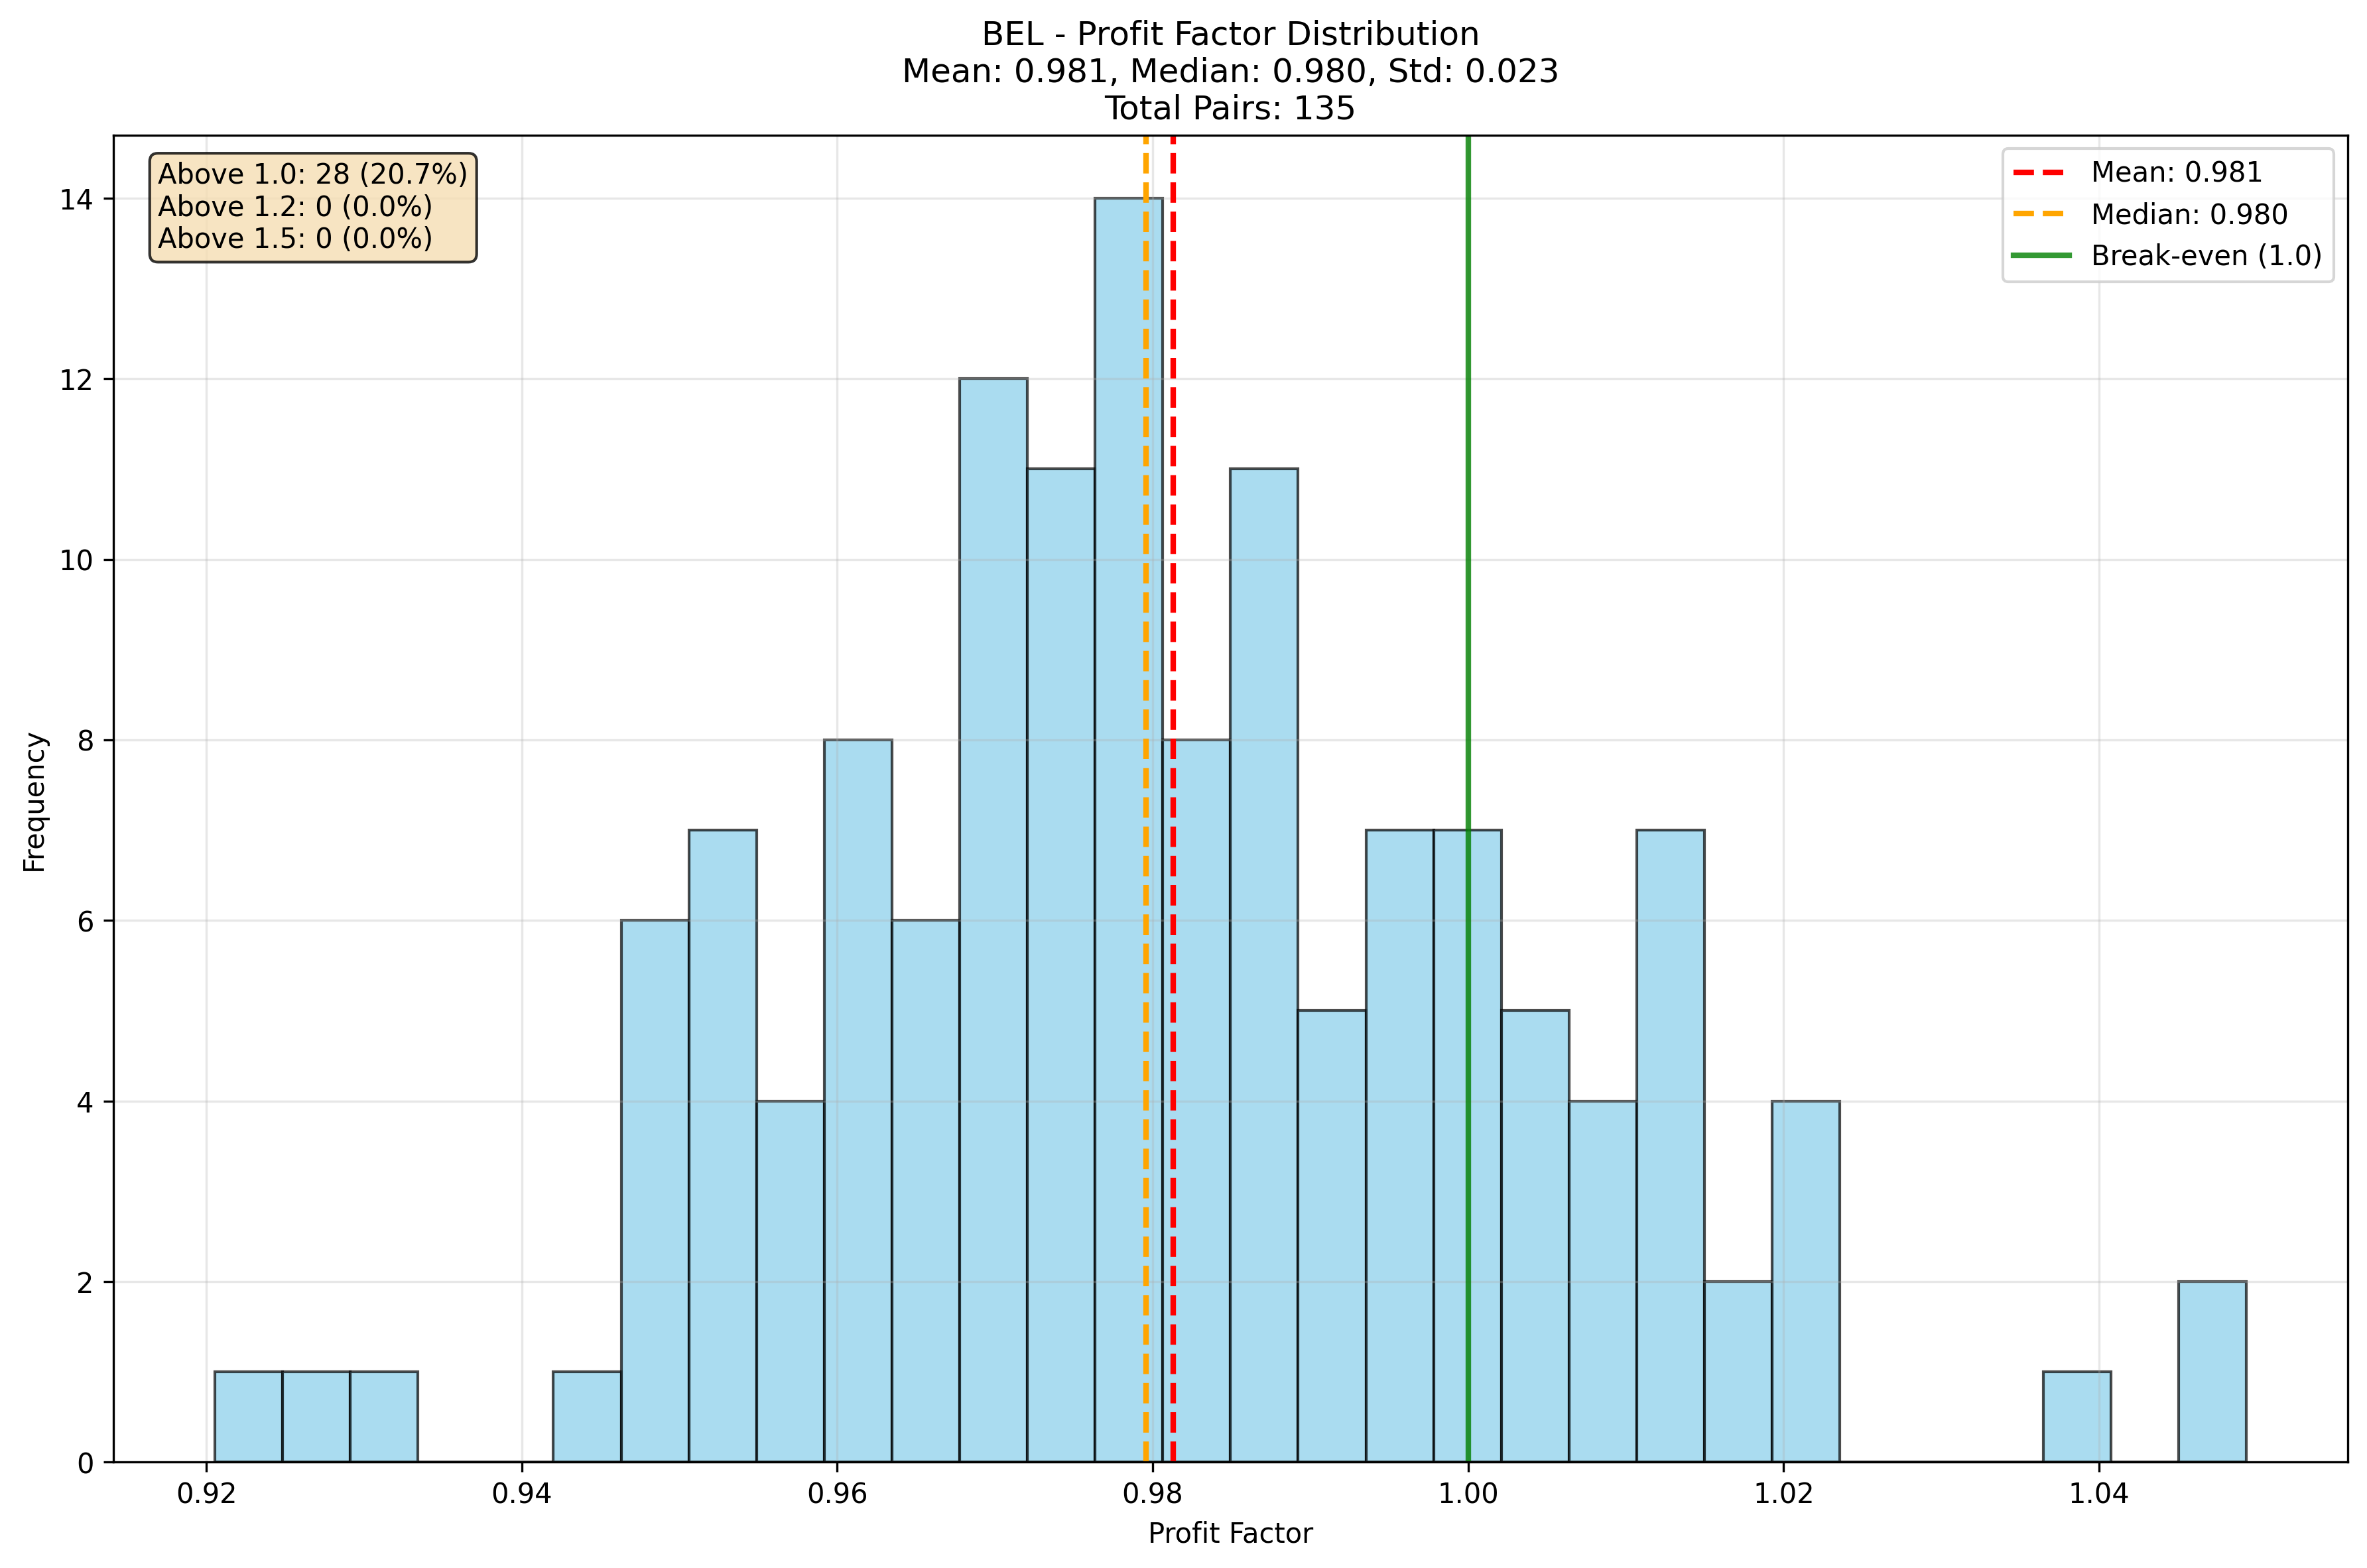 BEL - Profit Factor Distribution
Mean: 0.981, Median: 0.980, Std: 0.023
Total Pairs: 135
Above 1.0: 28 (20.7%)
Above 1.2: 0 (0.0%)
Above 1.5: 0 (0.0%)
Mean: 0.981
Median: 0.980
Break-even (1.0)
Frequency
14
12
10
8
6
4
2
0
0.92
0.94
0.96
0.98
1.00
1.02
1.04
Profit Factor